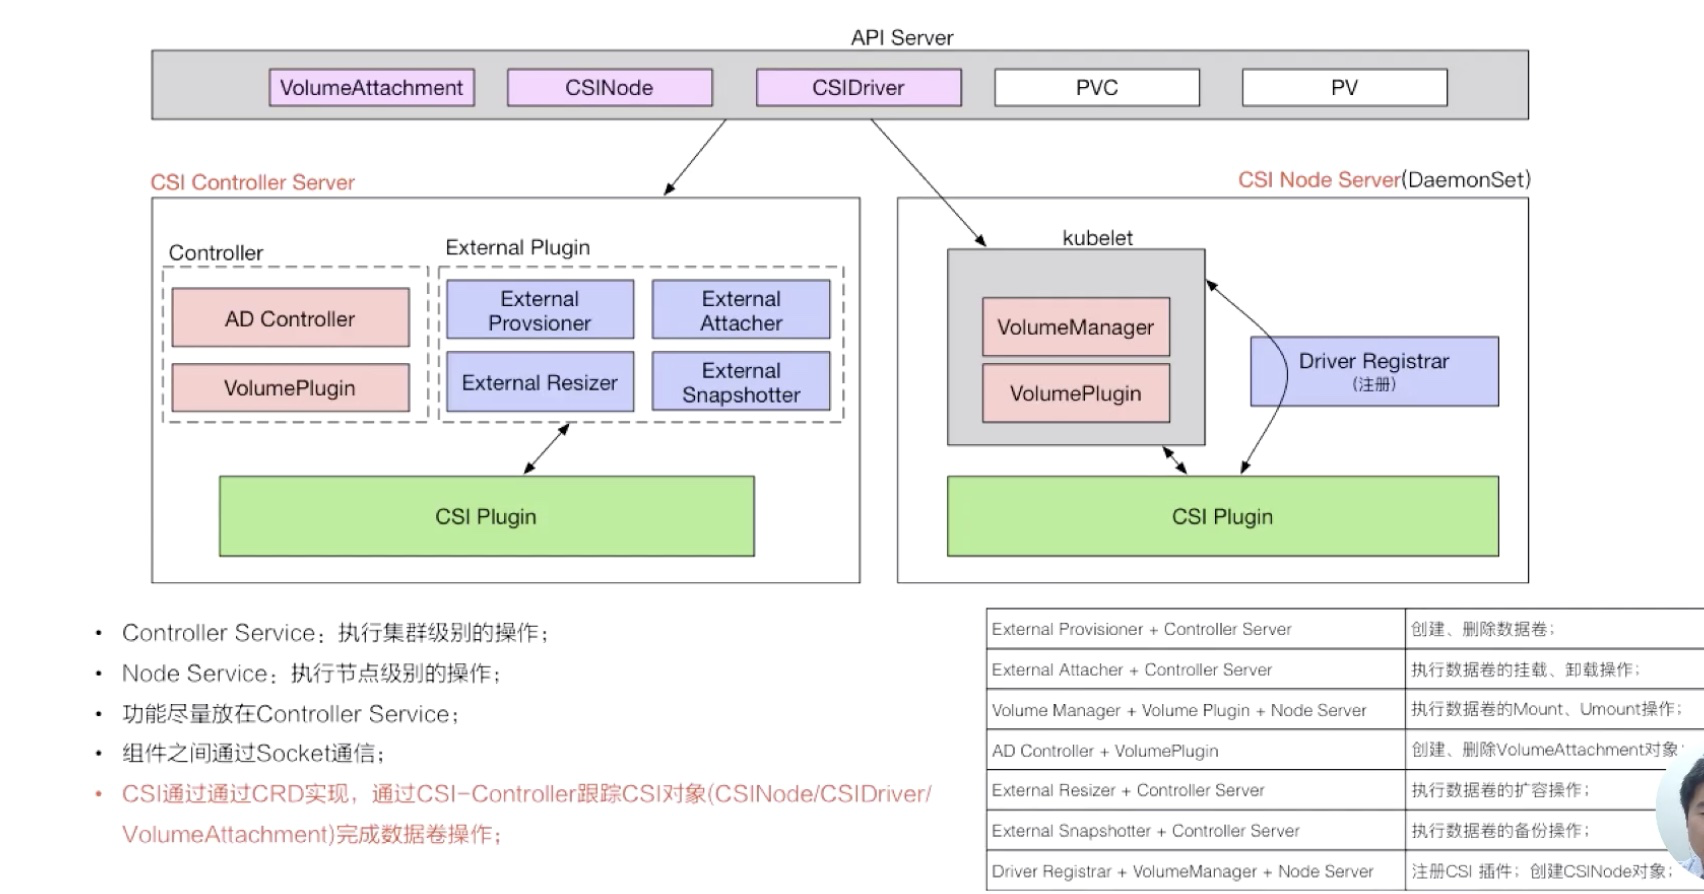 API Server
VolumeAttachment
CSINode
CSIDriver
PVC
PV
CSI Controller Server
CSI Node Server(DaemonSet)
Controller
External Plugin
AD Controller
VolumePlugin
External
Provsioner
External
Attacher
External Resizer
External
Snapshotter
CSI Plugin
kubelet
VolumeManager
VolumePlugin
Driver Registrar
(注册)
CSI Plugin
• Controller Service：执行集群级别的操作；
• Node Service：执行节点级别的操作；
• 功能尽量放在Controller Service；
• 组件之间通过Socket通信；
• CSI通过通过CRD实现，通过CSI-Controller跟踪CSI对象(CSINode/CSIDriver/
VolumeAttachment)完成数据卷操作；
External Provisioner + Controller Server 创建、删除数据卷；
External Attacher + Controller Server 执行数据卷的挂载、卸载操作；
Volume Manager + Volume Plugin + Node Server 执行数据卷的Mount、Umount操作；
AD Controller + VolumePlugin 创建、删除VolumeAttachment对象；
External Resizer + Controller Server 执行数据卷的扩容操作；
External Snapshotter + Controller Server 执行数据卷的备份操作；
Driver Registrar + VolumeManager + Node Server 注册CSI 插件；创建CSINode对象；